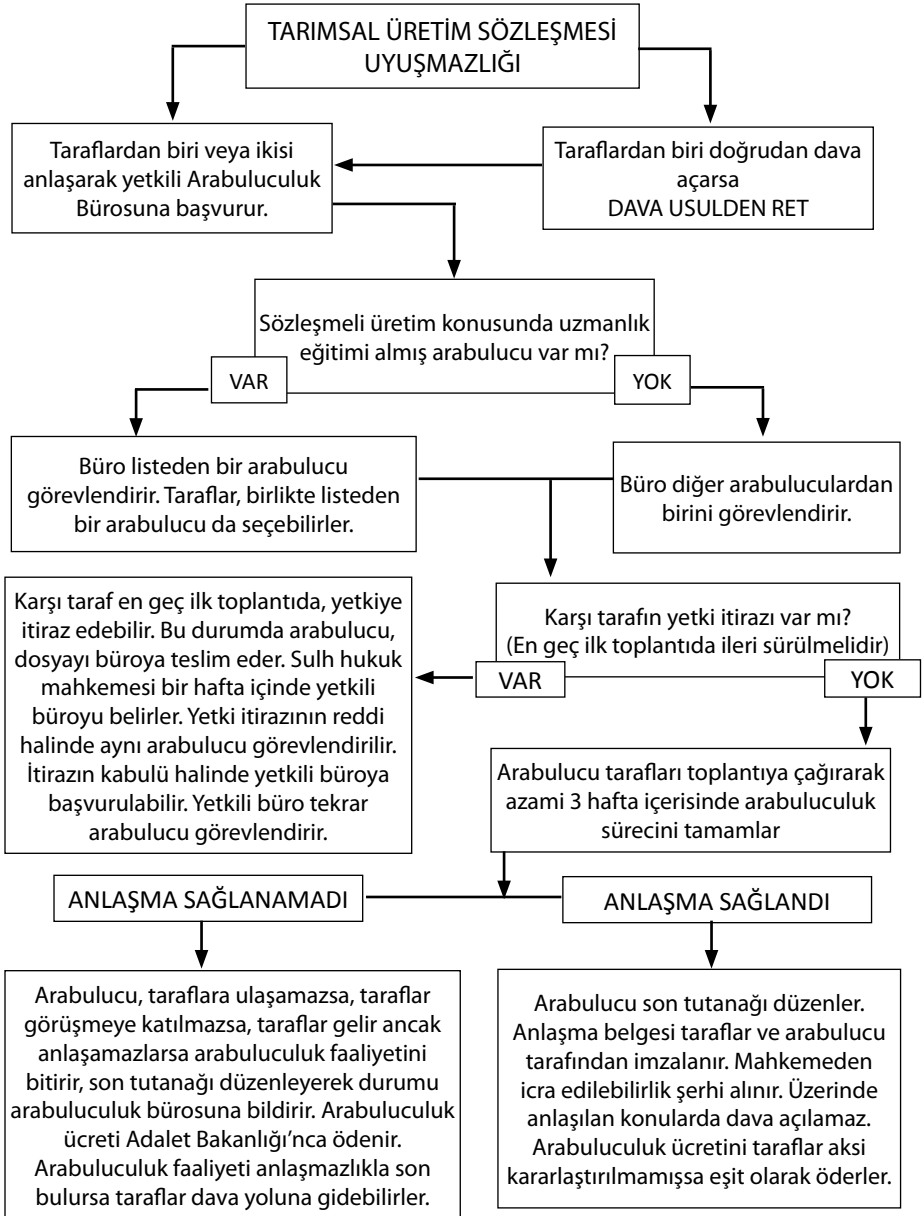 TARIMSAL ÜRETİM SÖZLEŞMESİ
UYUŞMAZLIĞI
Taraflardan biri veya ikisi
anlaşarak yetkili Arabuluculuk
Bürosuna başvurur.
Taraflardan biri doğrudan dava
açarsa
DAVA USULDEN RET
Sözleşmeli üretim konusunda uzmanlık
eğitimi almış arabulucu var mı?
VAR
YOK
Büro listeden bir arabulucu
görevlendirir. Taraflar, birlikte listeden
bir arabulucu da seçebilirler.
Büro diğer arabuluculardan
birini görevlendirir.
Karşı taraf en geç ilk toplantıda, yetkiye
itiraz edebilir. Bu durumda arabulucu,
dosyayı büroya teslim eder. Sulh hukuk
mahkemesi bir hafta içinde yetkili
büroyu belirler. Yetki itirazının reddi
halinde aynı arabulucu görevlendirilir.
İtirazın kabulü halinde yetkili büroya
başvurulabilir. Yetkili büro tekrar
arabulucu görevlendirir.
Karşı tarafın yetki itirazı var mı?
(En geç ilk toplantıda ileri sürülmelidir)
VAR
YOK
Arabulucu tarafları toplantıya çağırarak
azami 3 hafta içerisinde arabuluculuk
sürecini tamamlar
ANLAŞMA SAĞLANAMADI
ANLAŞMA SAĞLANDI
Arabulucu, taraflara ulaşamazsa, taraflar
görüşmeye katılmazsa, taraflar gelir ancak
anlaşamazlarsa arabuluculuk faaliyetini
bitirir, son tutanağı düzenleyerek durumu
arabuluculuk bürosuna bildirir. Arabuluculuk
ücreti Adalet Bakanlığı’nca ödenir.
Arabuluculuk faaliyeti anlaşmazlıkla son
bulursa taraflar dava yoluna gidebilirler.
Arabulucu son tutanağı düzenler.
Anlaşma belgesi taraflar ve arabulucu
tarafından imzalanır. Mahkemeden
icra edilebilirlik şerhi alınır. Üzerinde
anlaşılan konularda dava açılamaz.
Arabuluculuk ücretini taraflar aksi
kararlaştırılmamışsa eşit olarak öderler.